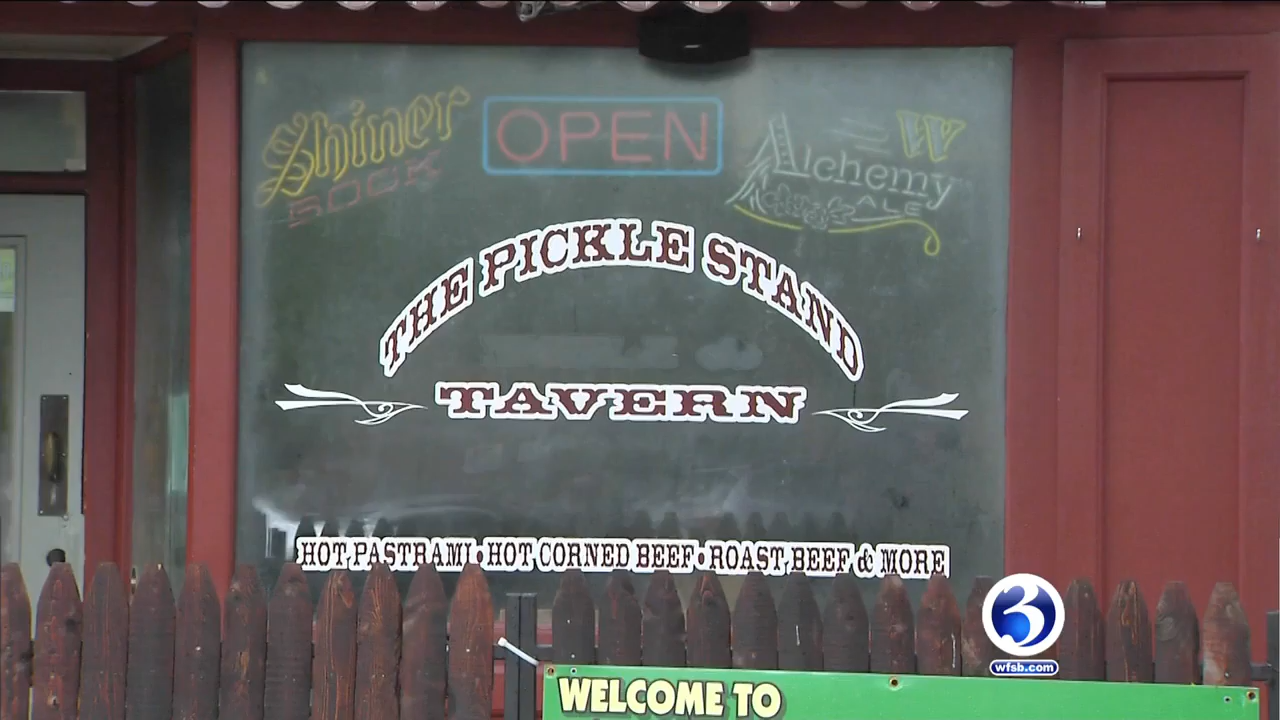 Shiner
BOCK
OPEN
W
Alchemy
ALE
THE PICKLE STAND
TAVERN
HOT PASTRAMI • HOT CORNED BEEF • ROAST BEEF & MORE
3
wfsb.com
WELCOME TO